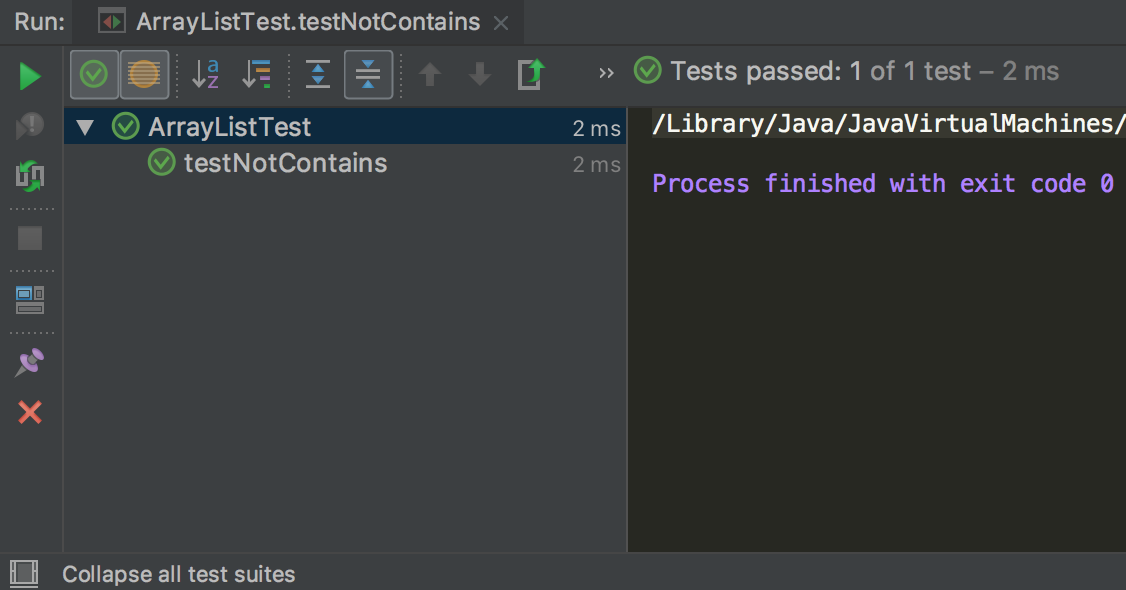 Run: ArrayListTest.testNotContains
» Tests passed: 1 of 1 test – 2 ms
ArrayListTest 2 ms
testNotContains 2 ms
/Library/Java/JavaVirtualMachines/
Process finished with exit code 0
Collapse all test suites